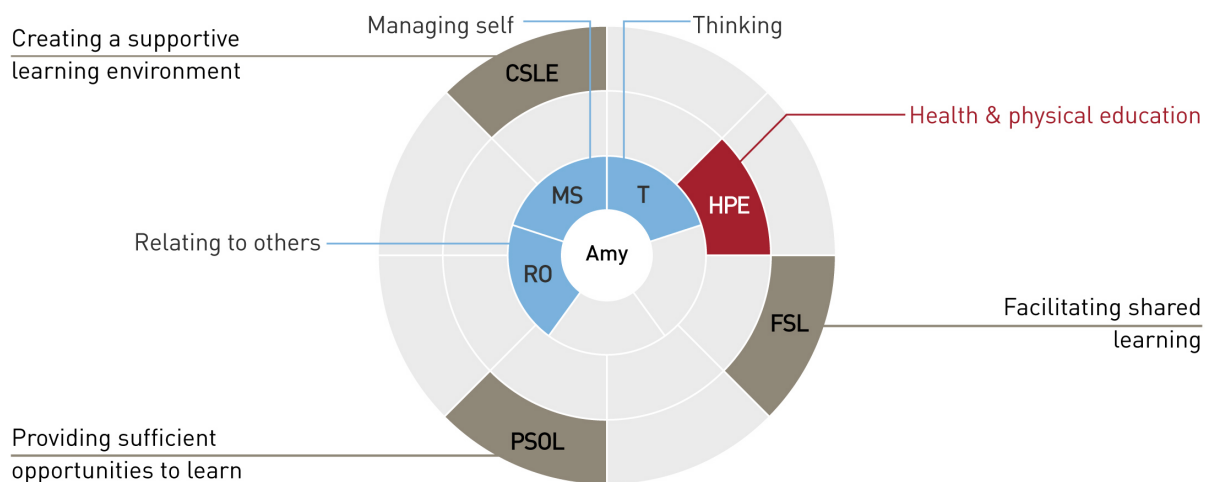 Managing self
Thinking
Creating a supportive
learning environment
CSLE
Health & physical education
MS
T
HPE
Relating to others
Amy
RO
Facilitating shared
learning
FSL
Providing sufficient
opportunities to learn
PSOL